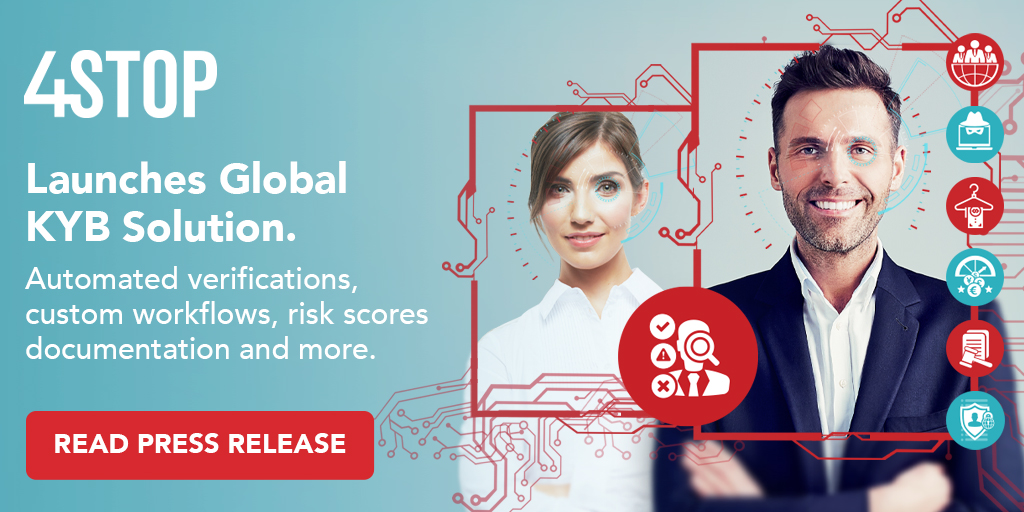 4STOP
Launches Global
KYB Solution.
Automated verifications,
custom workflows, risk scores
documentation and more.
READ PRESS RELEASE